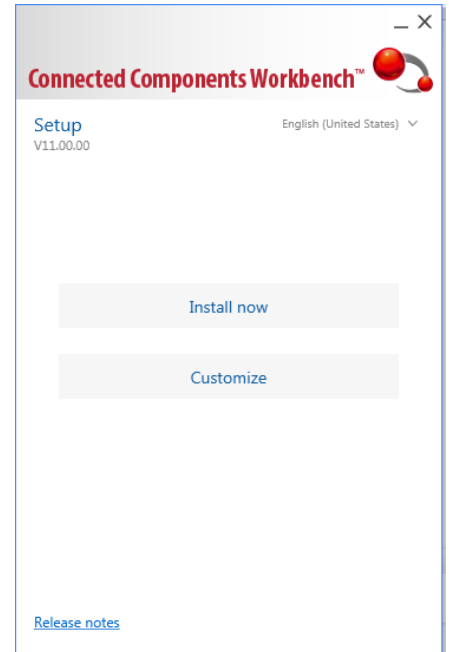 Connected Components Workbench™
Setup
English (United States)
V11.00.00
Install now
Customize
Release notes